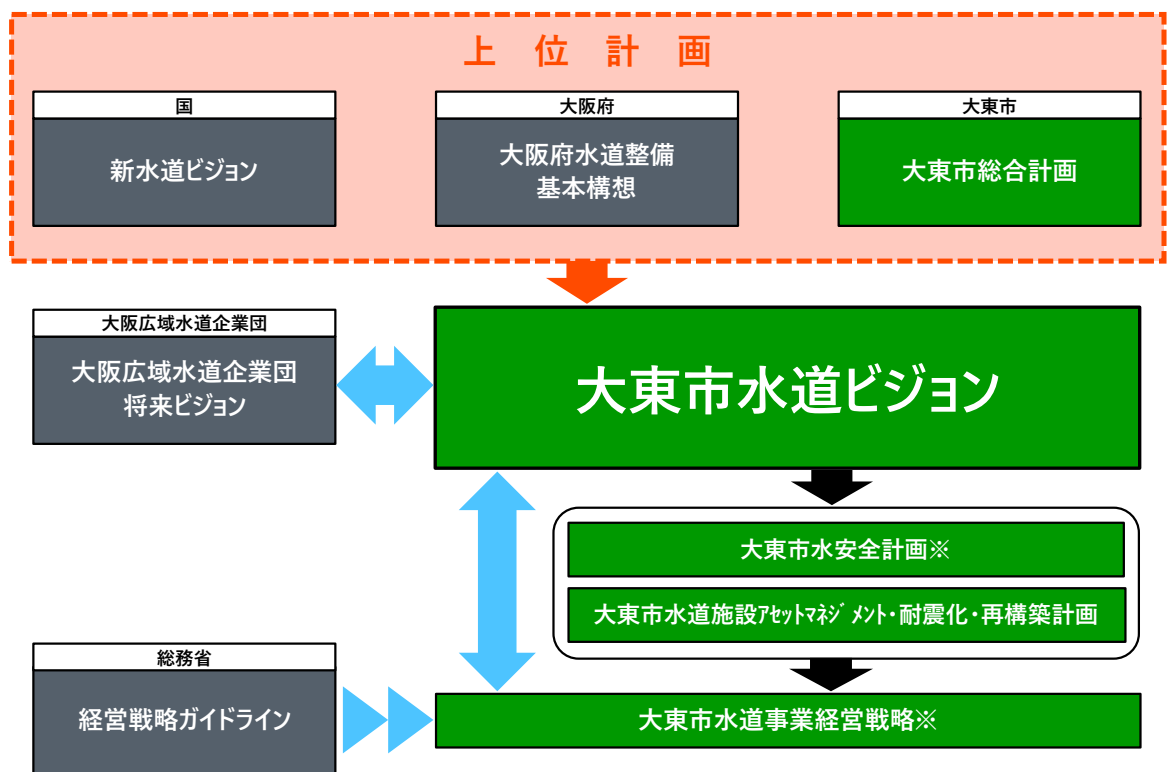 上位計画
国
新水道ビジョン
大阪府
大阪府水道整備
基本構想
大東市
大東市総合計画
大阪広域水道企業団
大阪広域水道企業団
将来ビジョン
大東市水道ビジョン
大東市水安全計画※
大東市水道施設ｱｾｯﾄﾏﾈｼﾞﾒﾝﾄ・耐震化・再構築計画
総務省
経営戦略ガイドライン
大東市水道事業経営戦略※